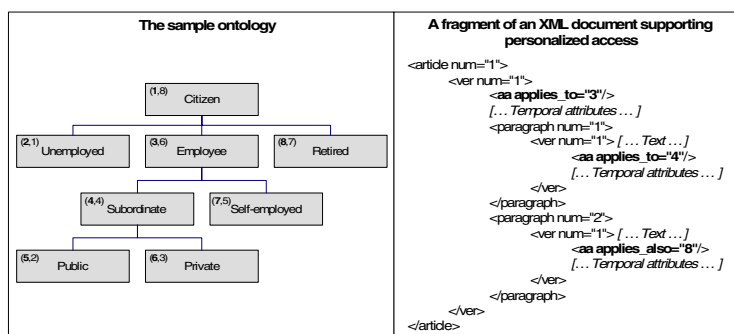 The sample ontology
(1,8)
Citizen
(2,1)
Unemployed
(3,6)
Employee
(8,7)
Retired
(4,4)
Subordinate
(7,5)
Self-employed
(5,2)
Public
(6,3)
Private
A fragment of an XML document supporting
personalized access
<article num="1">
<ver num="1">
<aa applies_to="3"/>
[… Temporal attributes … ]
<paragraph num="1">
<ver num="1"> [ … Text … ]
<aa applies_to="4"/>
[… Temporal attributes … ]
</ver>
</paragraph>
<paragraph num="2">
<ver num="1"> [ … Text … ]
<aa applies_also="8"/>
[… Temporal attributes … ]
</ver>
</paragraph>
</ver>
</article>